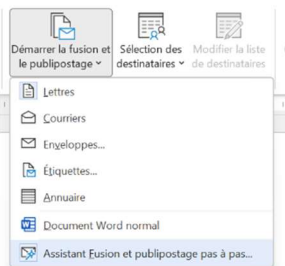 Démarrer la fusion et
le publipostage
Sélection des
destinataires
Modifier la liste
de destinataires
Lettres
Courriers
Enveloppes...
Étiquettes...
Annuaire
Document Word normal
Assistant Fusion et publipostage pas à pas...